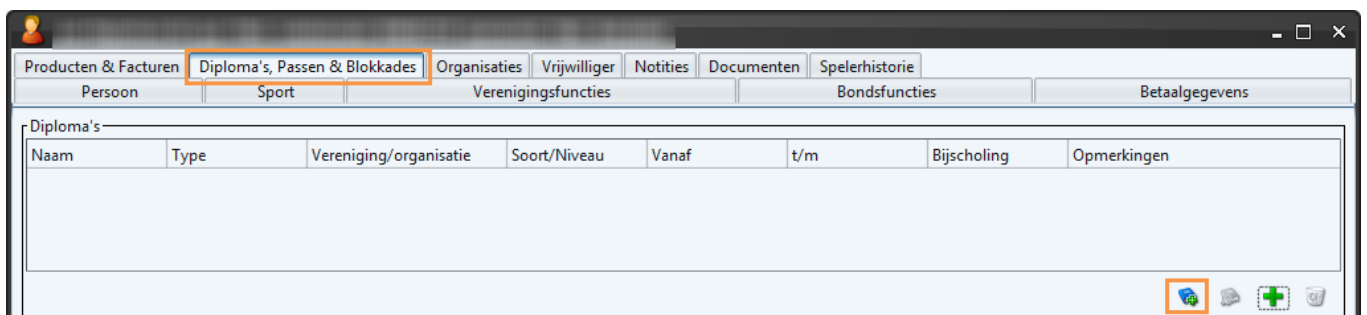 Producten & Facturen Diploma's, Passen & Blokkades Organisaties Vrijwilliger Notities Documenten Spelerhistorie
Persoon Sport Verenigingsfuncties Bondsfuncties Betaalgegevens
Diploma's
Naam Type Vereniging/organisatie Soort/Niveau Vanaf t/m Bijscholing Opmerkingen